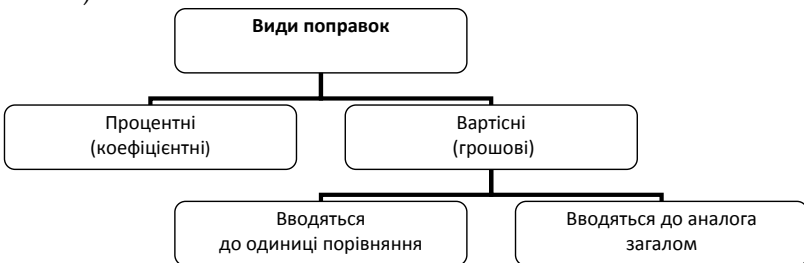 Види поправок
Процентні
(коефіцієнтні)
Вартісні
(грошові)
Вводяться
до одиниці порівняння
Вводяться до аналога
загалом